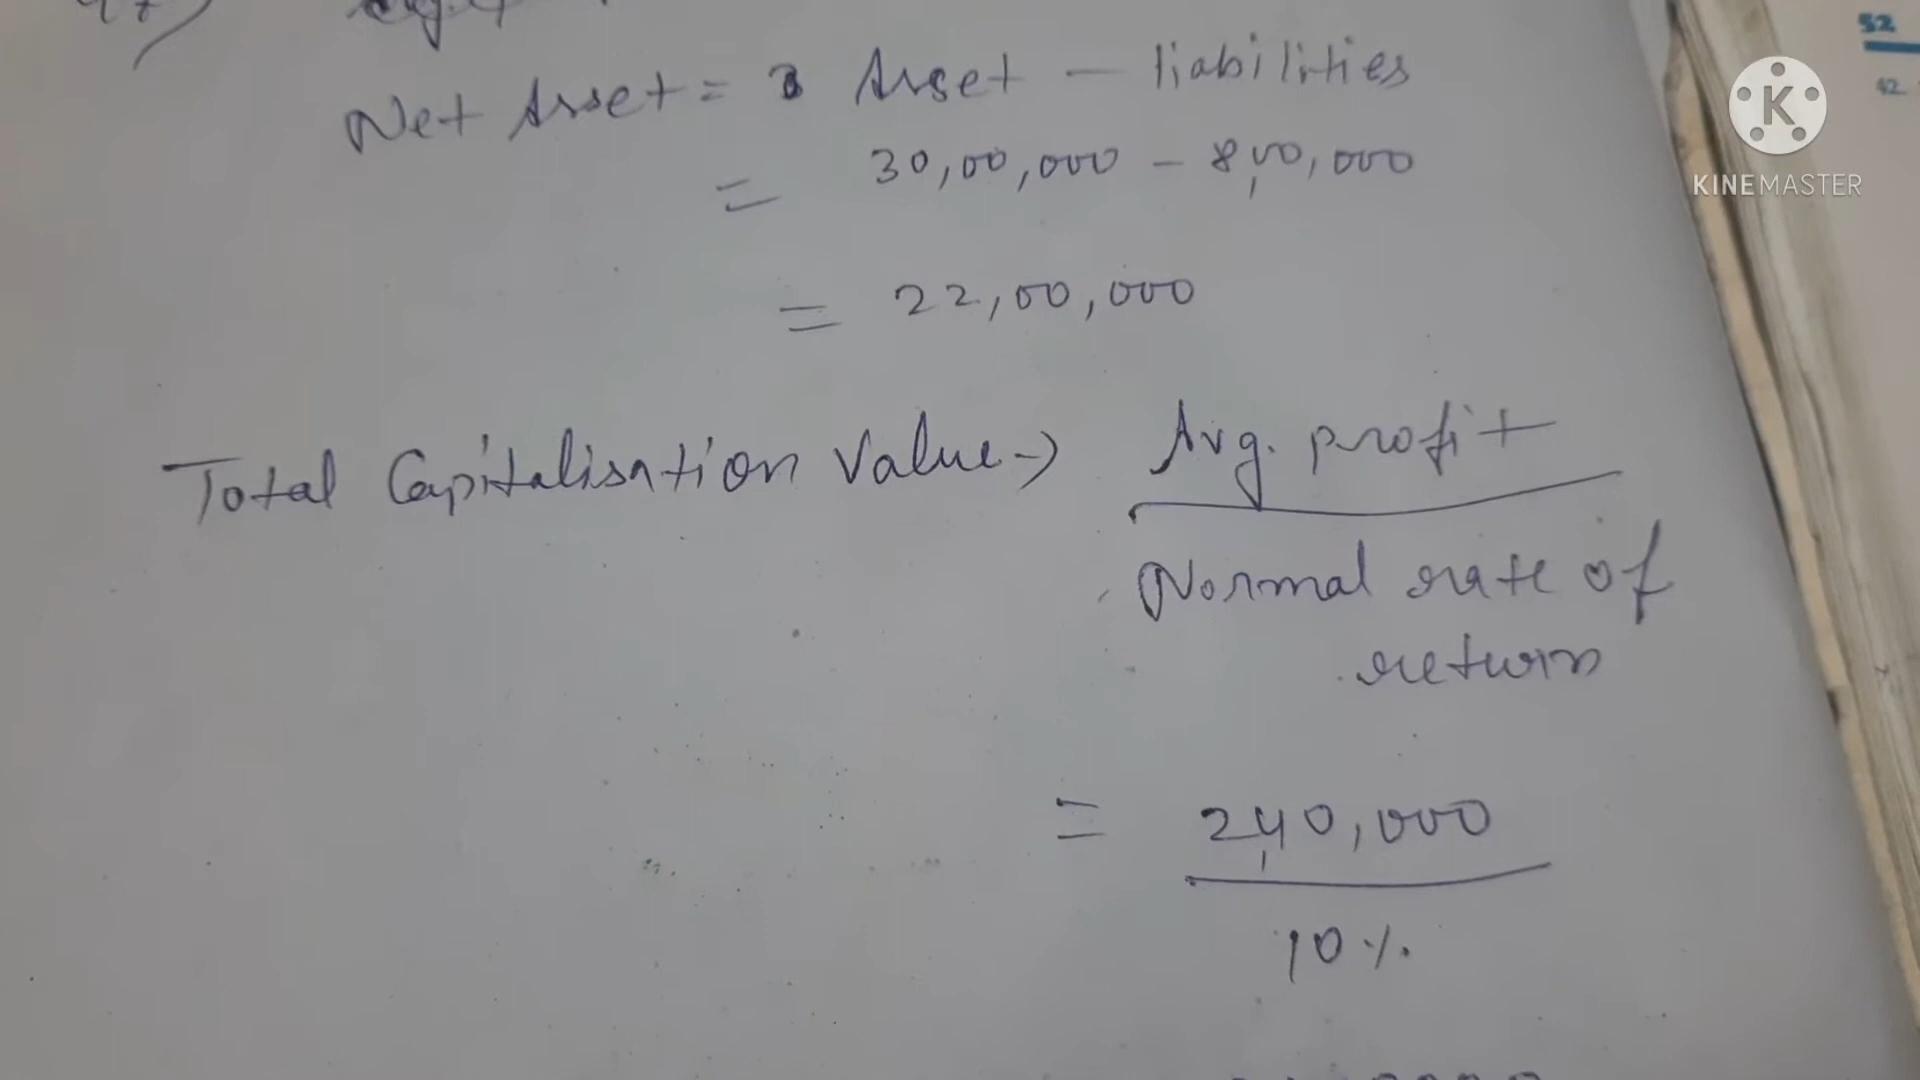 Net Asset = Asset - liabilities
= 30,00,000 - 8,00,000
= 22,00,000
Total Capitalisation Value → Avg. profit
Normal rate of
return
= 2,40,000
10%
KINEMASTER
52
42